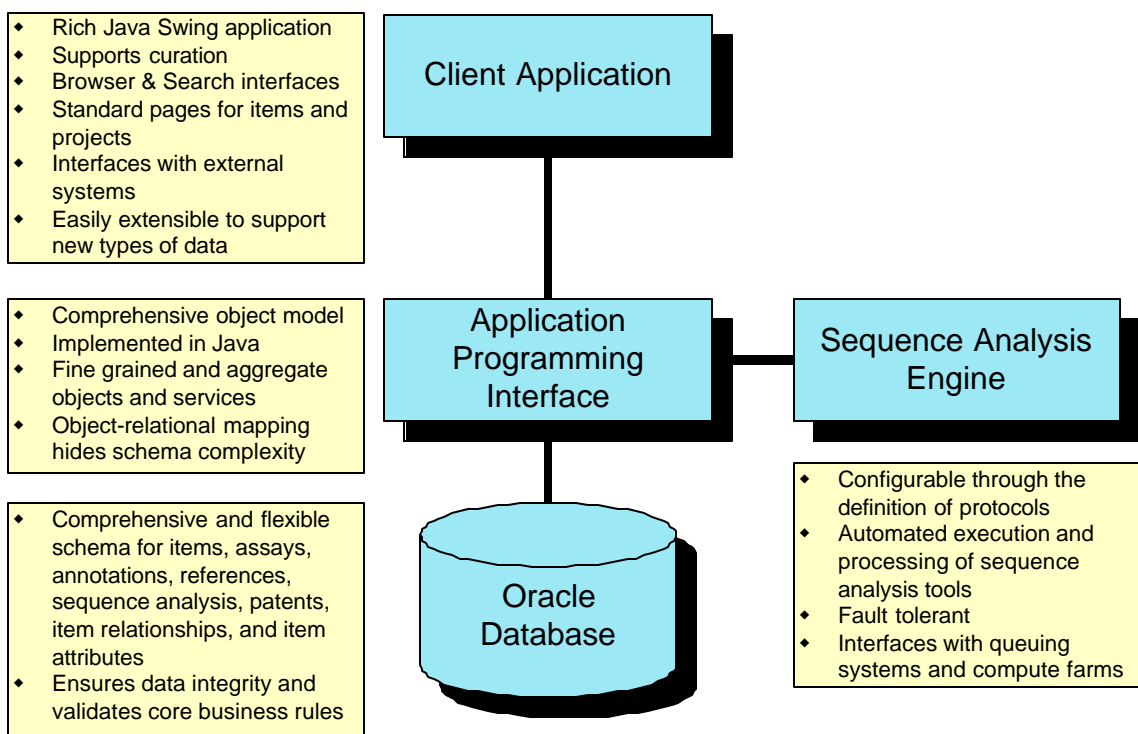 ◆ Rich Java Swing application
◆ Supports curation
◆ Browser & Search interfaces
◆ Standard pages for items and
projects
◆ Interfaces with external
systems
◆ Easily extensible to support
new types of data
Client Application
◆ Comprehensive object model
◆ Implemented in Java
◆ Fine grained and aggregate
objects and services
◆ Object-relational mapping
hides schema complexity
Application
Programming
Interface
Sequence Analysis
Engine
◆ Comprehensive and flexible
schema for items, assays,
annotations, references,
sequence analysis, patents,
item relationships, and item
attributes
◆ Ensures data integrity and
validates core business rules
Oracle
Database
◆ Configurable through the
definition of protocols
◆ Automated execution and
processing of sequence
analysis tools
◆ Fault tolerant
◆ Interfaces with queuing
systems and compute farms